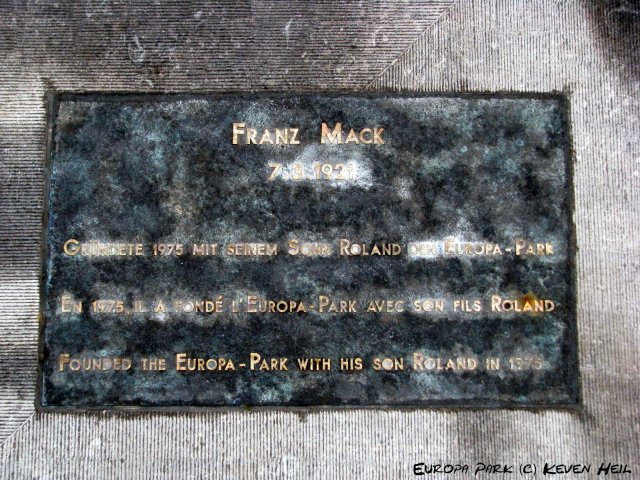 Franz Mack
7.3.1921
Gründete 1975 mit seinem Sohn Roland den Europa-Park
En 1975, il a fondé l'Europa-Park avec son fils Roland
Founded the Europa-Park with his son Roland in 1975
Europa Park (c) Keven Heil